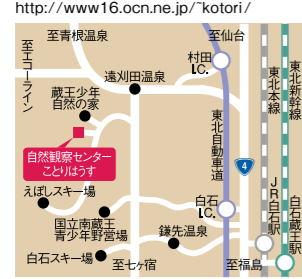 http://www16.ocn.ne.jp/~kotori/
至青根温泉
至仙台
至エコーライン
村田
I.C.
遠刈田温泉
蔵王少年
自然の家
東北自動車道
東北本線
東北新幹線
自然観察センター
ことりはうす
4
えぼしスキー場
白石
I.C.
JR白石駅
白石蔵王駅
国立南蔵王
青少年野営場
鎌先温泉
白石スキー場
至七ヶ宿
至福島